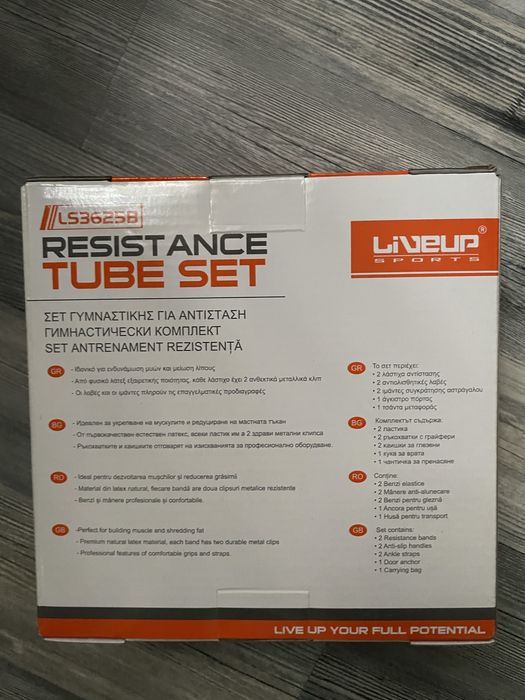 LS3625B
RESISTANCE
TUBE SET
LiVEUP ®
SPORTS
ΣΕΤ ΓΥΜΝΑΣΤΙΚΗΣ ΓΙΑ ΑΝΤΙΣΤΑΣΗ
ГИМНАСТИЧЕСКИ КОМПЛЕКТ
SET ANTRENAMENT REZISTENȚĂ
GR
- Ιδανικό για ενδυνάμωση μυών και μείωση λίπους
- Από φυσικό λάτεξ εξαιρετικής ποιότητας, κάθε λάστιχο έχει 2 ανθεκτικά μεταλλικά κλιπ
- Οι λαβές και οι ιμάντες πληρούν τις επαγγελματικές προδιαγραφές
BG
- Идеален за укрепване на мускулите и редуциране на мастната тъкан
- От първокачествен естествен латекс, всеки ластик има а 2 здрави метални клипса
- Ръкохватките и каишките отговарят на изискванията за професионално оборудване.
RO
- Ideal pentru dezvoltarea mușchilor și reducerea grăsimii
- Material din latex natural, fiecare bandă are doua clipsuri metalice rezistente
- Benzi și mânere profesionale și confortabile.
GB
-Perfect for building muscle and shredding fat
- Premium natural latex material, each band has two durable metal clips
- Professional features of comfortable grips and straps.
GR
Το σετ περιέχει:
• 2 λάστιχα αντίστασης
• 2 αντιολισθητικές λαβές
• 2 ιμάντες συγκράτησης αστραγάλου
• 1 άγκιστρο πόρτας
• 1 τσάντα μεταφοράς
BG
Комплектът съдържа:
• 2 ластика
• 2 ръкохватки с грайфери
• 2 каишки за глезени
• 1 кука за врата
• 1 чантичка за пренасяне
RO
Conține:
• 2 Benzi elastice
• 2 Mânere anti-alunecare
• 2 Benzi pentru gleznă
• 1 Ancora pentru ușă
• 1 Husă pentru transport
GB
Set contains:
• 2 Resistance bands
• 2 Anti-slip handles
• 2 Ankle straps
• 1 Door anchor
• 1 Carrying bag
LIVE UP YOUR FULL POTENTIAL